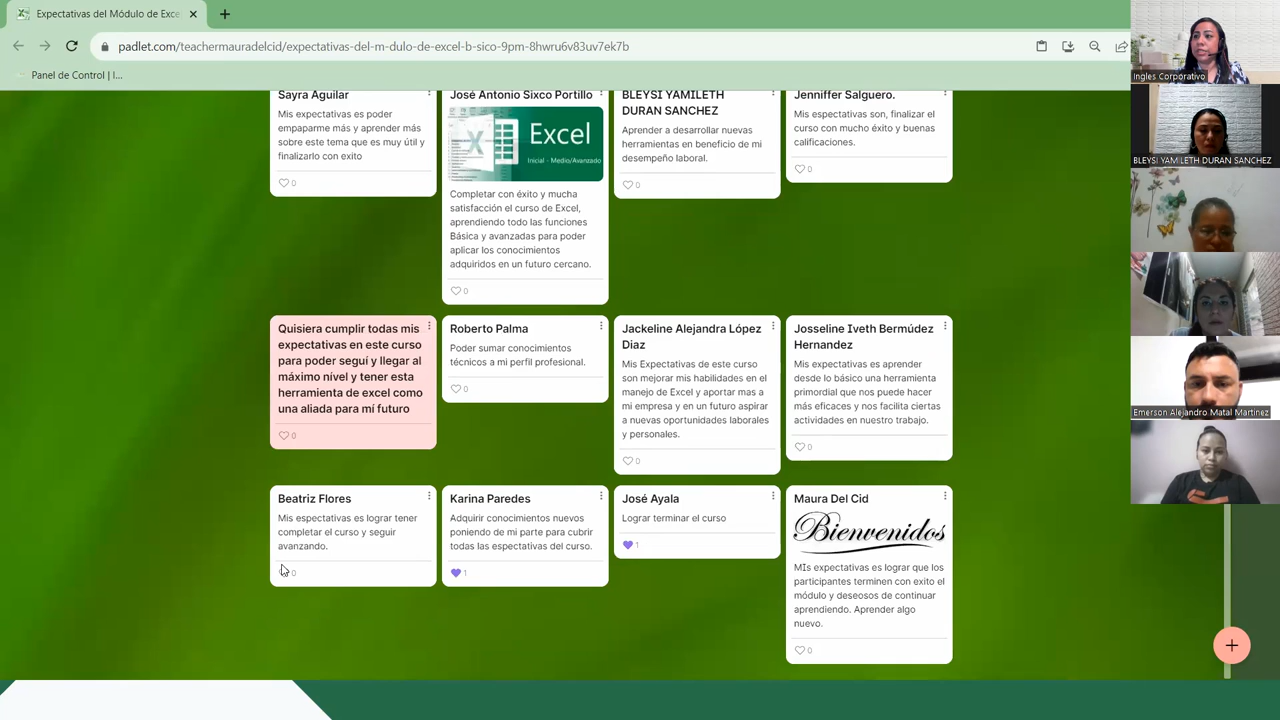 Expectativas del Módulo de Exce
padlet.com/teachermauradelcid/expectativas-del-m-dulo-de-excel-b-sico-9pm-8hwru6v83uv7ek7b
Panel de Control | I...
Sayra Aguilar
Mis expectativas es poder
empaparme más y aprender más
sobre este tema que es muy útil y
finalizarlo con exito
0
Sixco Portillo
Excel
Inicial - Medio/Avanzado
Completar con éxito y mucha
satisfacción el curso de Excel,
aprendiendo todo las funciones
Básica y avanzadas para poder
aplicar los conocimientos
adquiridos en un futuro cercano.
0
BLEYSI YAMILETH
DURAN SANCHEZ
Aprender a desarrollar nuevas
herramientas en beneficio de mi
desempeño laboral.
0
Jenniffer Salguero.
Mis expectativas son, finalizar el
curso con mucho éxito y buenas
calificaciones.
0
Quisiera cumplir todas mis
expectativas en este curso
para poder seguí y llegar al
máximo nivel y tener esta
herramienta de excel como
una aliada para mí futuro
0
Roberto Palma
Poder sumar conocimientos
técnicos a mi perfil profesional.
0
Jackeline Alejandra López
Diaz
Mis Expectativas de este curso
son mejorar mis habilidades en el
manejo de Excel y aportar mas a
mi empresa y en un futuro aspirar
a nuevas oportunidades laborales
y personales.
0
Josseline Iveth Bermúdez
Hernandez
Mis expectativas es aprender
desde lo básico una herramienta
primordial que nos puede hacer
más eficaces y nos facilita ciertas
actividades en nuestro trabajo.
0
Beatriz Flores
Mis espectativas es lograr tener
completar el curso y seguir
avanzando.
0
Karina Paredes
Adquirir conocimientos nuevos
poniendo de mi parte para cubrir
todas las espectativas del curso.
1
José Ayala
Lograr terminar el curso
1
Maura Del Cid
Bienvenidos
MIs expectativas es lograr que los
participantes terminen con exito el
módulo y deseosos de continuar
aprendiendo. Aprender algo
nuevo.
0
Ingles Corporativo
BLEYSI YAMILETH DURAN SANCHEZ
Emerson Alejandro Matal Martinez